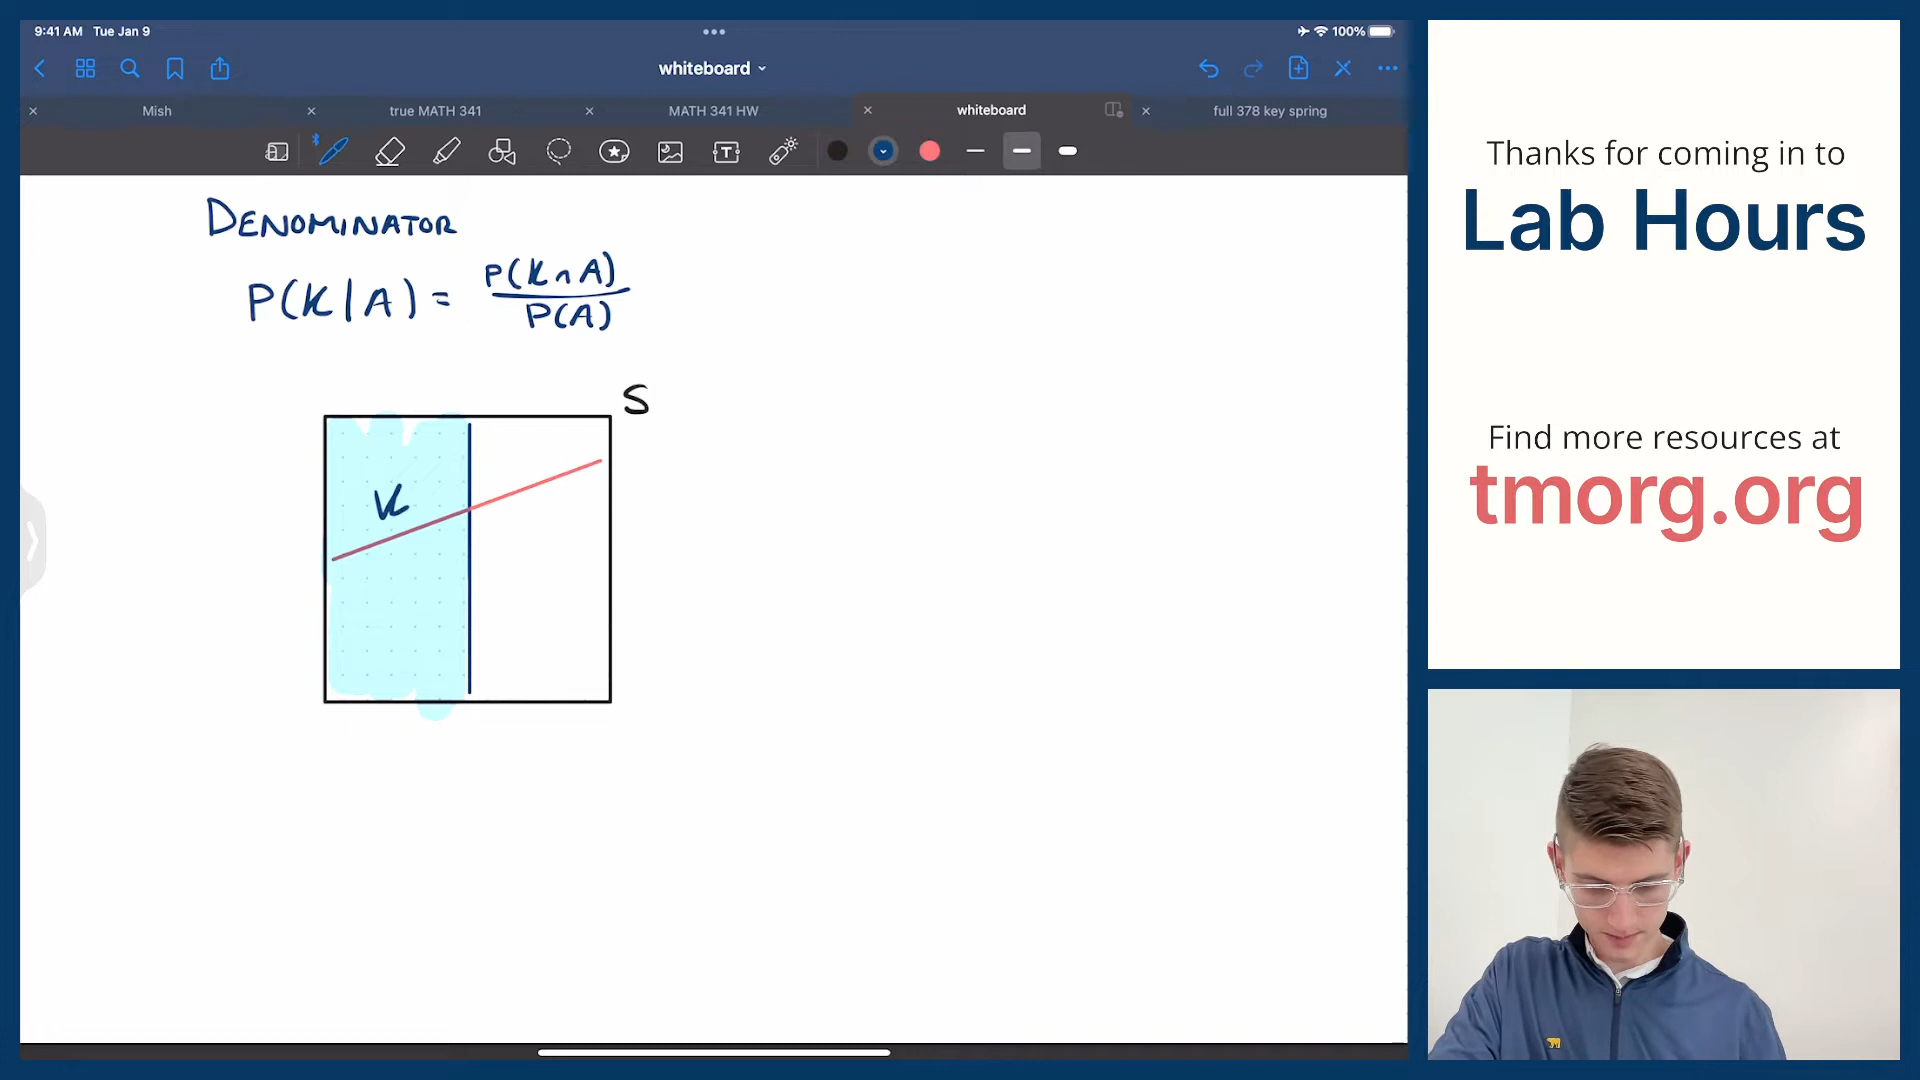 9:41 AM Tue Jan 9
100%
whiteboard
Mish
true MATH 341
MATH 341 HW
whiteboard
full 378 key spring
T
DENOMINATOR
P(K|A) = P(K∩A)
P(A)
S
K
Thanks for coming in to
Lab Hours
Find more resources at
tmorg.org